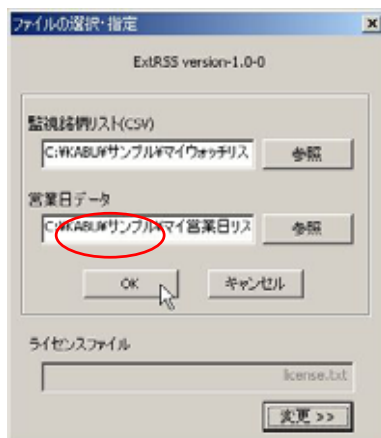 ファイルの選択・指定
ExtRSS version-1.0-0
監視銘柄リスト(CSV)
C:¥KABU¥サンプル¥マイウォッチリス
参照
営業日データ
C:¥KABU¥サンプル¥マイ営業日リス
参照
OK
キャンセル
ライセンスファイル
license.txt
変更 >>